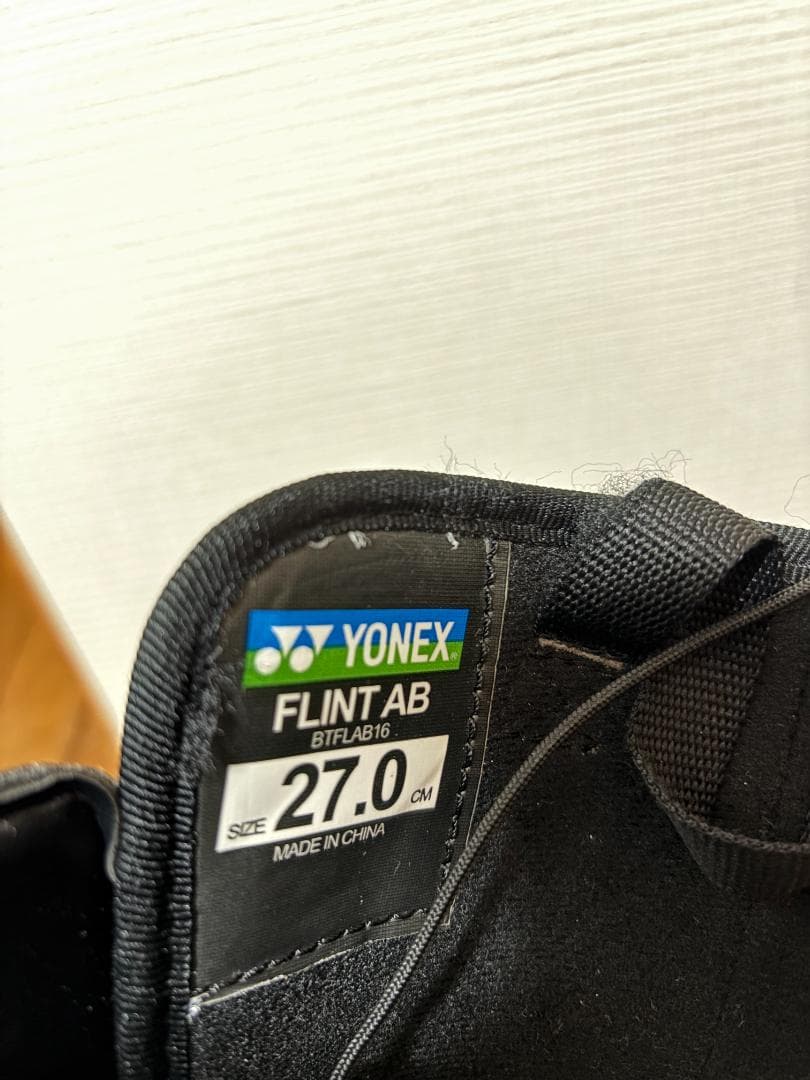 YONEX®
FLINT AB
BTFLAB16
SIZE 27.0 CM
MADE IN CHINA